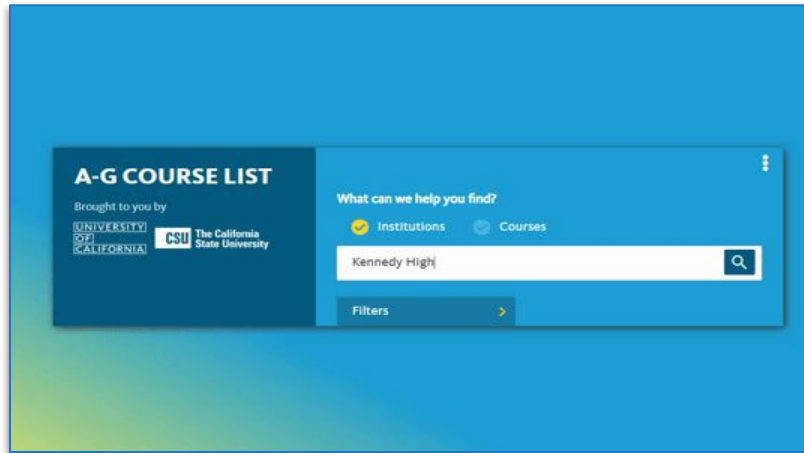 A-G COURSE LIST
Brought to you by
UNIVERSITY
OF
CALIFORNIA
CSU The California
State University
What can we help you find?
Institutions Courses
Kennedy High
Filters